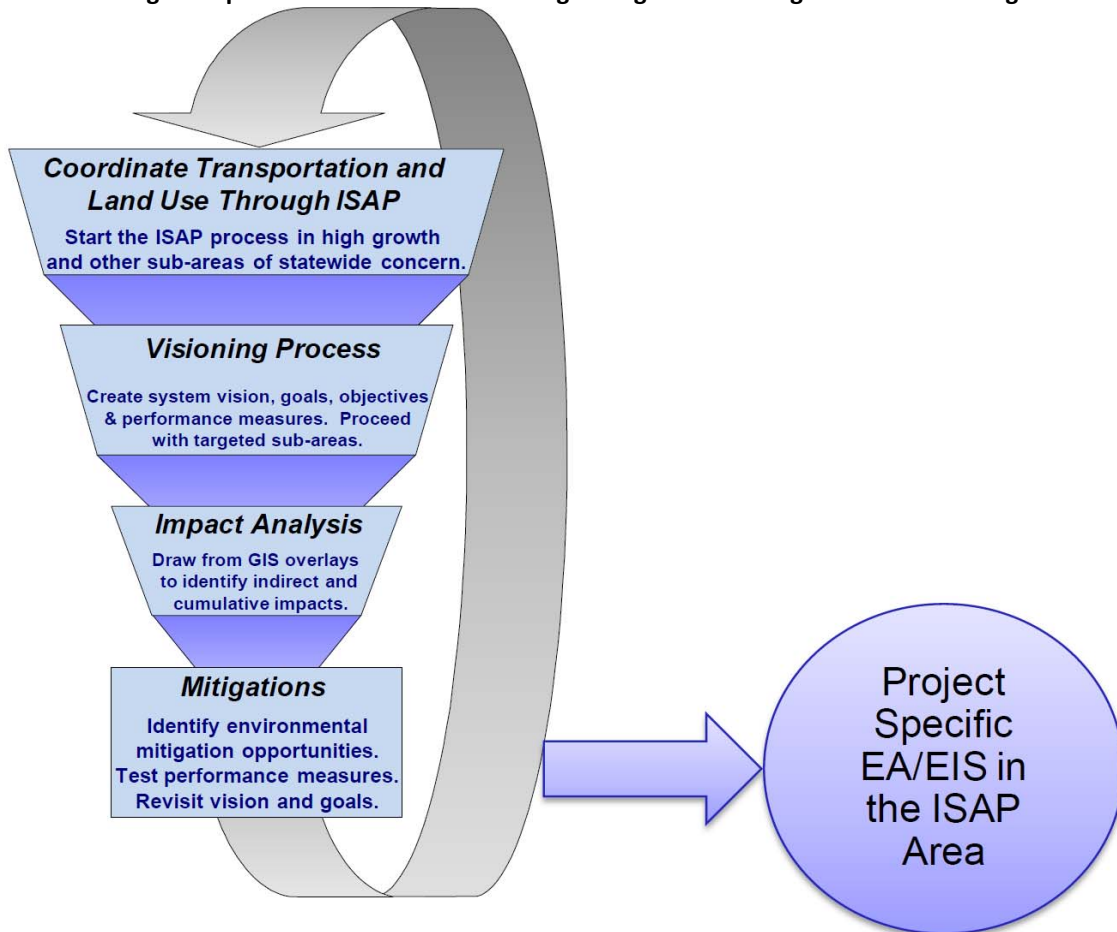 Coordinate Transportation and
Land Use Through ISAP
Start the ISAP process in high growth
and other sub-areas of statewide concern.
Visioning Process
Create system vision, goals, objectives
& performance measures. Proceed
with targeted sub-areas.
Impact Analysis
Draw from GIS overlays
to identify indirect and
cumulative impacts.
Mitigations
Identify environmental
mitigation opportunities.
Test performance measures.
Revisit vision and goals.
Project
Specific
EA/EIS in
the ISAP
Area